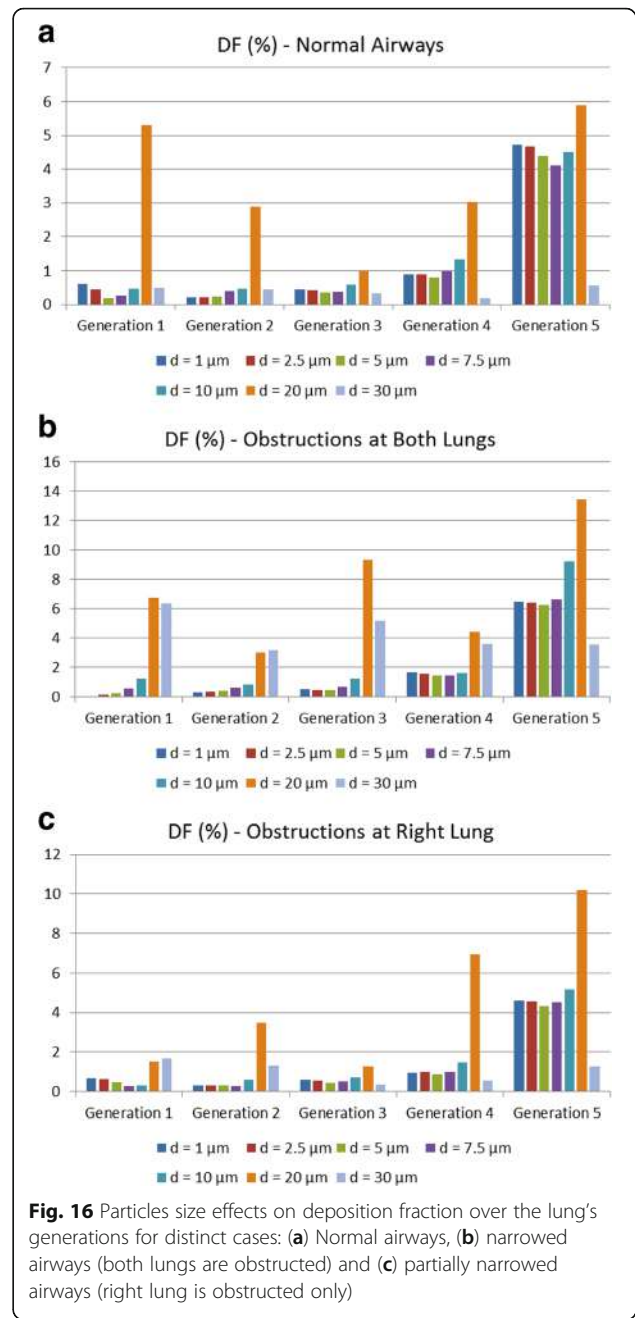 a
DF (%) - Normal Airways
7
6
5
4
3
2
1
0
Generation 1 Generation 2 Generation 3 Generation 4 Generation 5
d = 1 μm d = 2.5 μm d = 5 μm d = 7.5 μm
d = 10 μm d = 20 μm d = 30 μm
b
DF (%) - Obstructions at Both Lungs
16
14
12
10
8
6
4
2
0
Generation 1 Generation 2 Generation 3 Generation 4 Generation 5
d = 1 μm d = 2.5 μm d = 5 μm d = 7.5 μm
d = 10 μm d = 20 μm d = 30 μm
c
DF (%) - Obstructions at Right Lung
12
10
8
6
4
2
0
Generation 1 Generation 2 Generation 3 Generation 4 Generation 5
d = 1 μm d = 2.5 μm d = 5 μm d = 7.5 μm
d = 10 μm d = 20 μm d = 30 μm
Fig. 16 Particles size effects on deposition fraction over the lung's
generations for distinct cases: (a) Normal airways, (b) narrowed
airways (both lungs are obstructed) and (c) partially narrowed
airways (right lung is obstructed only)